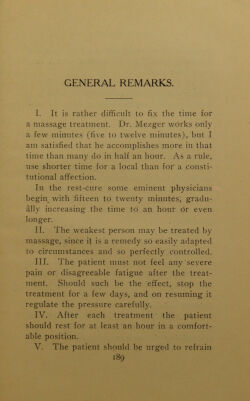 GENERAL REMARKS.
I. It is rather difficult to fix the time for
a massage treatment. Dr. Mezger works only
a few minutes (five to twelve minutes), but I
am satisfied that he accomplishes more in that
time than many do in half an hour. As a rule,
use shorter time for a local than for a consti-
tutional affection.
In the rest-cure some eminent physicians
begin with fifteen to twenty minutes, gradu-
ally increasing the time to an hour or even
longer.
II. The weakest person may be treated by
massage, since it is a remedy so easily adapted
to circumstances and so perfectly controlled.
III. The patient must not feel any severe
pain or disagreeable fatigue after the treat-
ment. Should such be the effect, stop the
treatment for a few days, and on resuming it
regulate the pressure carefully.
IV. After each treatment the patient
should rest for at least an hour in a comfort-
able position.
V. The patient should be urged to refrain
189